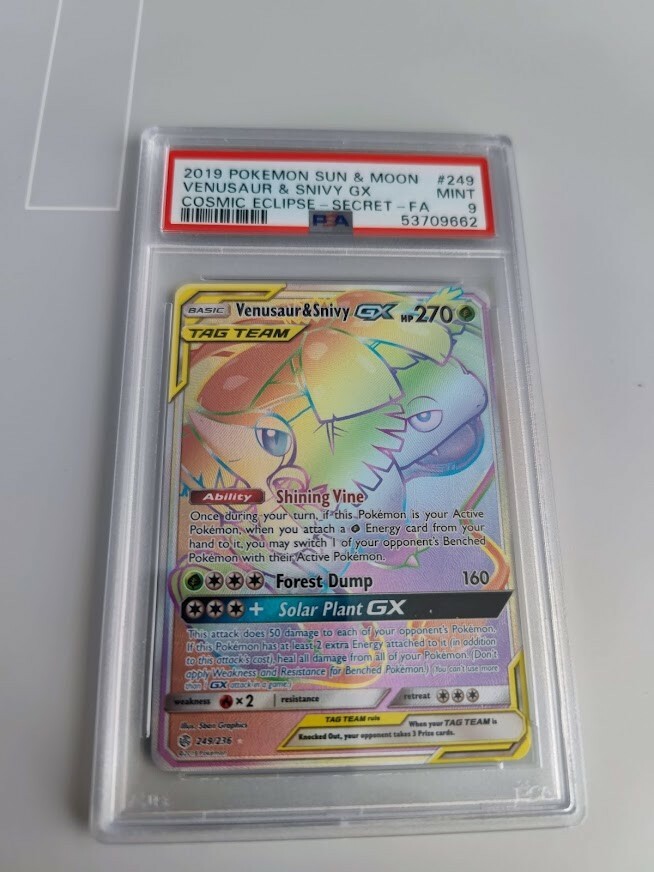 2019 POKEMON SUN & MOON #249
VENUSAUR & SNIVY GX MINT
COSMIC ECLIPSE-SECRET-FA 9
PSA 53709662
BASIC Venusaur&Snivy GX HP270
TAG TEAM
Ability Shining Vine
Once during your turn, if this Pokémon is your Active
Pokémon, when you attach a Energy card from your
hand to it, you may switch 1 of your opponent's Benched
Pokémon with their Active Pokémon.
Forest Dump 160
+ Solar Plant GX
This attack does 50 damage to each of your opponent's Pokémon.
If this Pokémon has at least 2 extra Energy attached to it (in addition
to this attack's cost), heal all damage from all of your Pokémon. (Don't
apply Weakness and Resistance for Benched Pokémon.) (You can't use more
than 1 GX attack in a game.)
weakness ×2 resistance retreat
Illus. 5ban Graphics TAG TEAM rule When your TAG TEAM is
249/236 Knocked Out, your opponent takes 3 Prize cards.
©2019 Pokémon